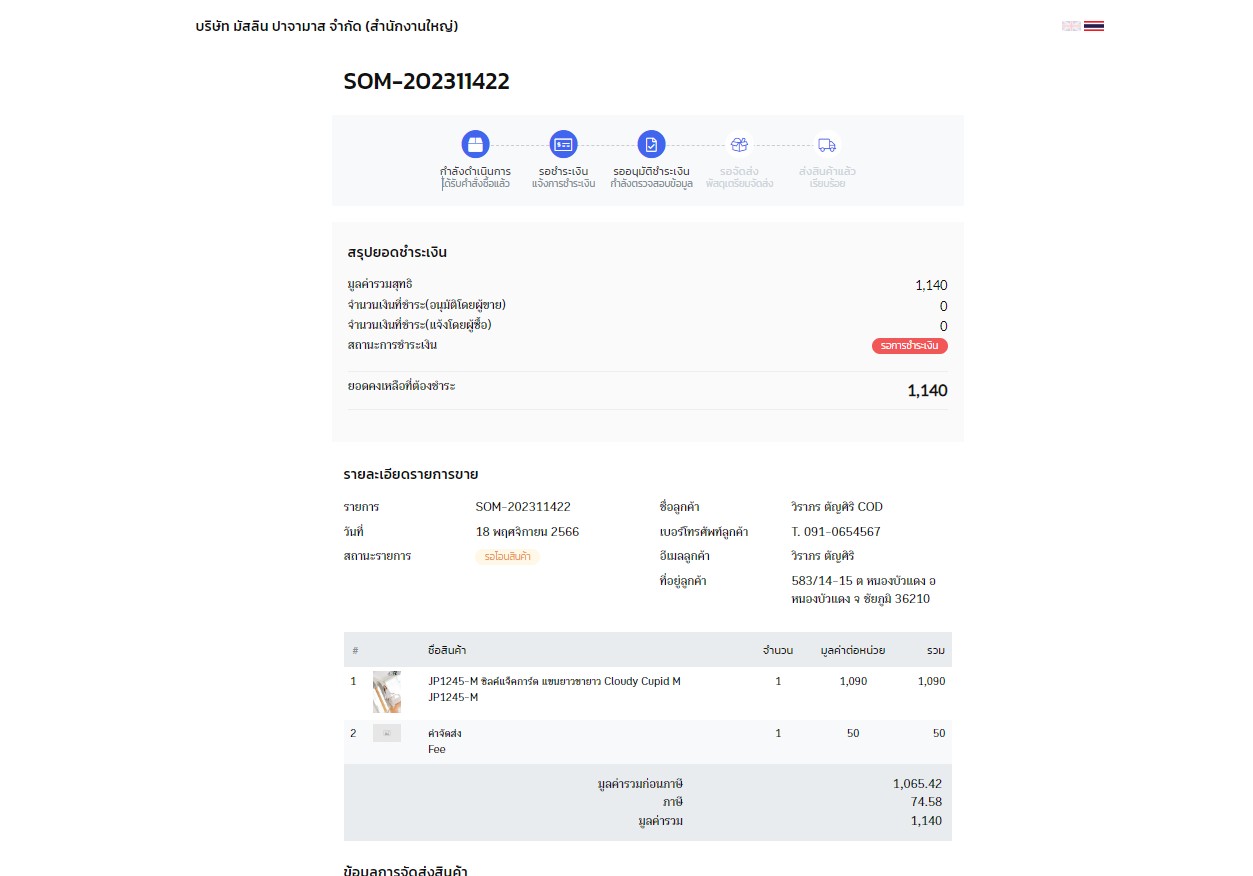 บริษัท มัสลิน ปาจามาส จำกัด (สำนักงานใหญ่)
SOM-202311422
กำลังดำเนินการ
ได้รับคำสั่งซื้อแล้ว
รอชำระเงิน
แจ้งการชำระเงิน
รออนุมัติชำระเงิน
กำลังตรวจสอบข้อมูล
รอจัดส่ง
พัสดุเตรียมจัดส่ง
ส่งสินค้าแล้ว
เรียบร้อย
สรุปยอดชำระเงิน
มูลค่ารวมสุทธิ 1,140
จำนวนเงินที่ชำระ(อนุมัติโดยผู้ขาย) 0
จำนวนเงินที่ชำระ(แจ้งโดยผู้ซื้อ) 0
สถานะการชำระเงิน รอการชำระเงิน
ยอดคงเหลือที่ต้องชำระ 1,140
รายละเอียดรายการขาย
รายการ SOM-202311422 ชื่อลูกค้า วิราภร ตัญศิริ COD
วันที่ 18 พฤศจิกายน 2566 เบอร์โทรศัพท์ลูกค้า T. 091-0654567
สถานะรายการ รอโอนสินค้า อีเมลลูกค้า วิราภร ตัญศิริ
ที่อยู่ลูกค้า 583/14-15 ต หนองบัวแดง อ
หนองบัวแดง จ ชัยภูมิ 36210
# ชื่อสินค้า จำนวน มูลค่าต่อหน่วย รวม
1 JP1245-M ซิลค์แจ็คการ์ด แขนยาวขายาว Cloudy Cupid M 1 1,090 1,090
JP1245-M
2 ค่าจัดส่ง 1 50 50
Fee
มูลค่ารวมก่อนภาษี 1,065.42
ภาษี 74.58
มูลค่ารวม 1,140
ข้อมูลการจัดส่งสินค้า